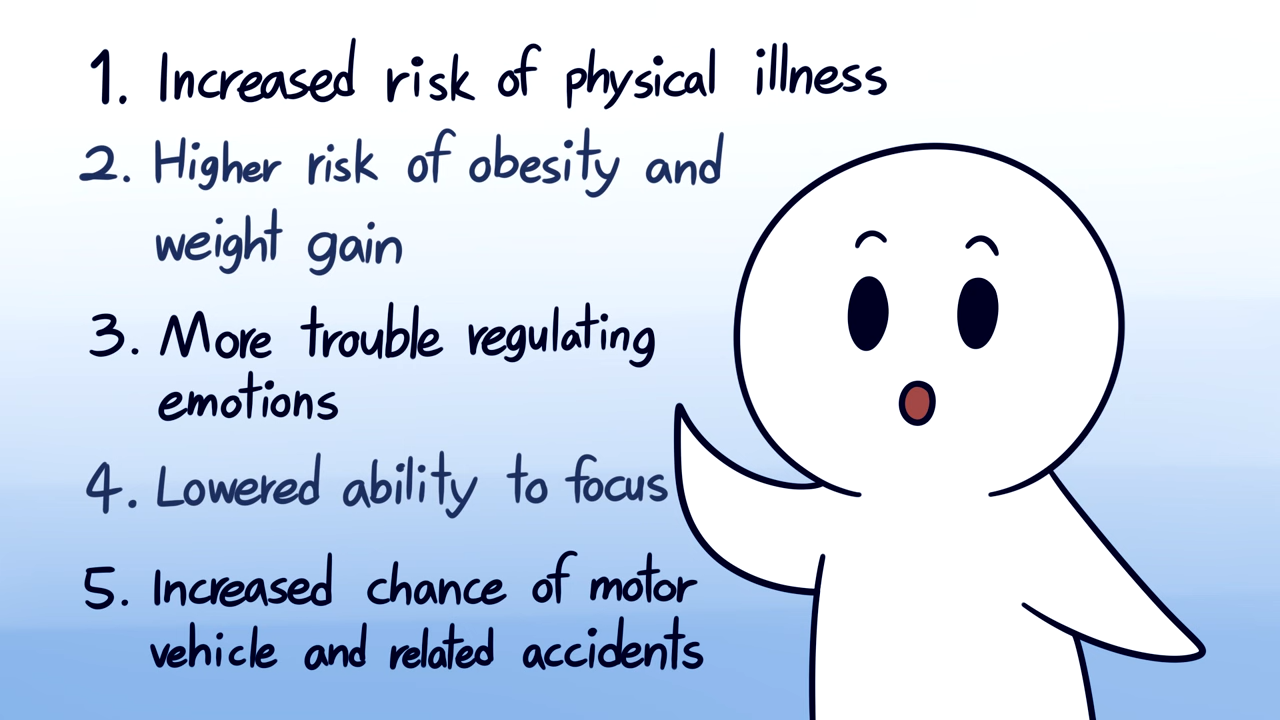 1. Increased risk of physical illness
2. Higher risk of obesity and
weight gain
3. More trouble regulating
emotions
4. Lowered ability to focus
5. Increased chance of motor
vehicle and related accidents